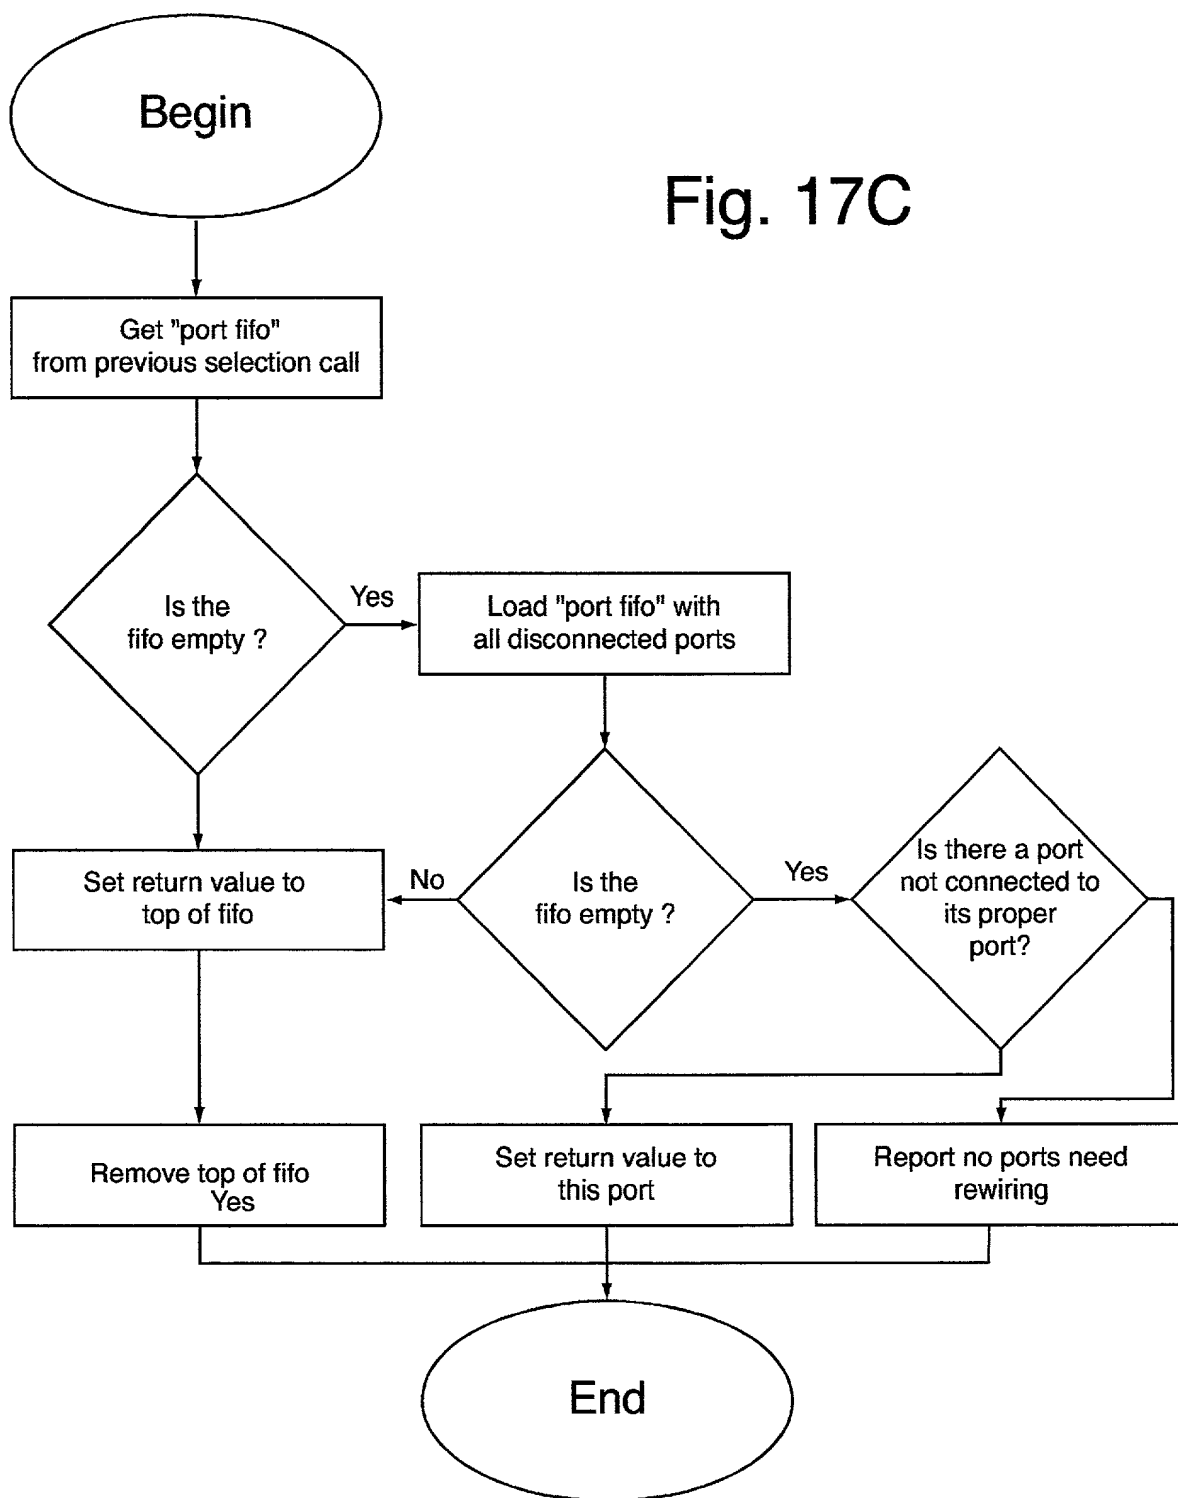 Begin
Fig. 17C
Get "port fifo"
from previous selection call
Is the
fifo empty ?
Yes
Load "port fifo" with
all disconnected ports
Set return value to
top of fifo
No
Is the
fifo empty ?
Yes
Is there a port
not connected to
its proper
port?
Remove top of fifo
Yes
Set return value to
this port
Report no ports need
rewiring
End